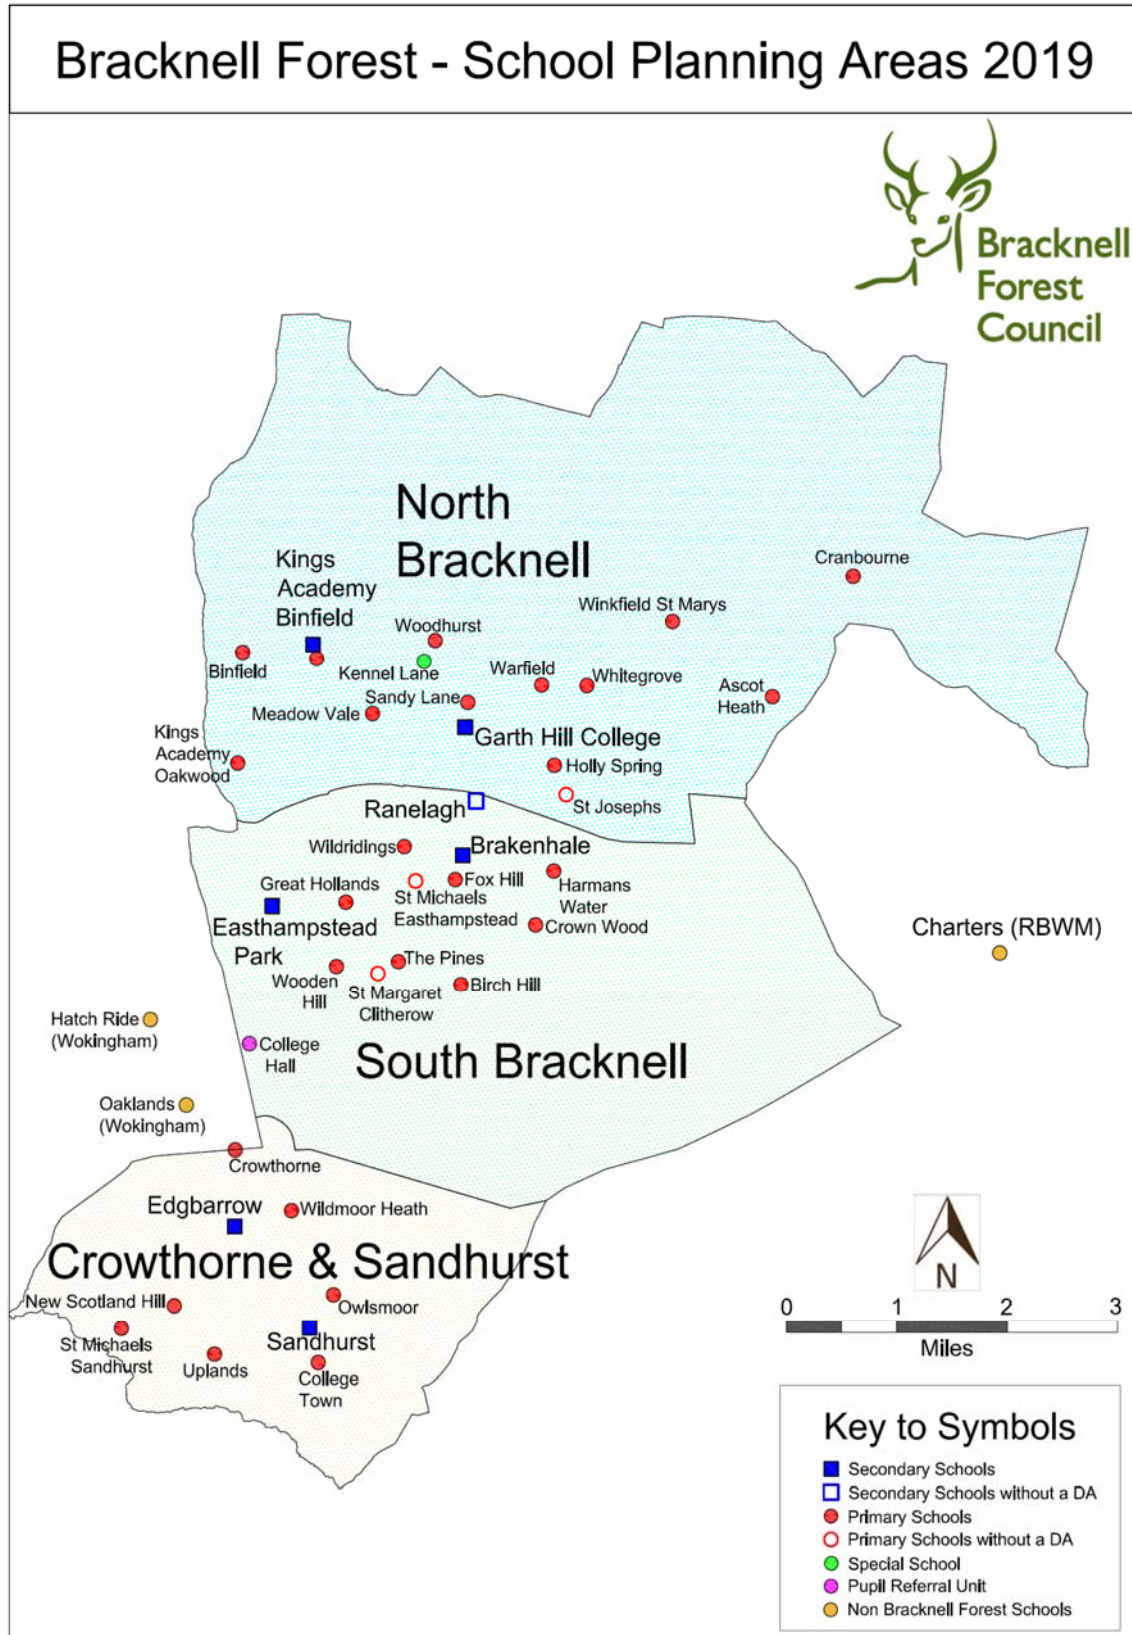 Bracknell Forest - School Planning Areas 2019
Bracknell
Forest
Council
North
Bracknell
Kings
Academy
Binfield
Cranbourne
Winkfield St Marys
Woodhurst
Binfield
Kennel Lane
Warfield
Whitegrove
Ascot
Heath
Sandy Lane
Meadow Vale
Kings
Academy
Oakwood
Garth Hill College
Holly Spring
St Josephs
Ranelagh
Wildridings
Brakenhale
Great Hollands
Fox Hill
St Michaels
Easthampstead
Harmans
Water
Crown Wood
Easthampstead
Park
Charters (RBWM)
The Pines
Wooden
Hill
St Margaret
Clitherow
Birch Hill
Hatch Ride
(Wokingham)
College
Hall
South Bracknell
Oaklands
(Wokingham)
Crowthorne
Edgbarrow
Wildmoor Heath
Crowthorne & Sandhurst
New Scotland Hill
Owlsmoor
St Michaels
Sandhurst
Sandhurst
Uplands
College
Town
N
0 1 2 3
Miles
Key to Symbols
Secondary Schools
Secondary Schools without a DA
Primary Schools
Primary Schools without a DA
Special School
Pupil Referral Unit
Non Bracknell Forest Schools